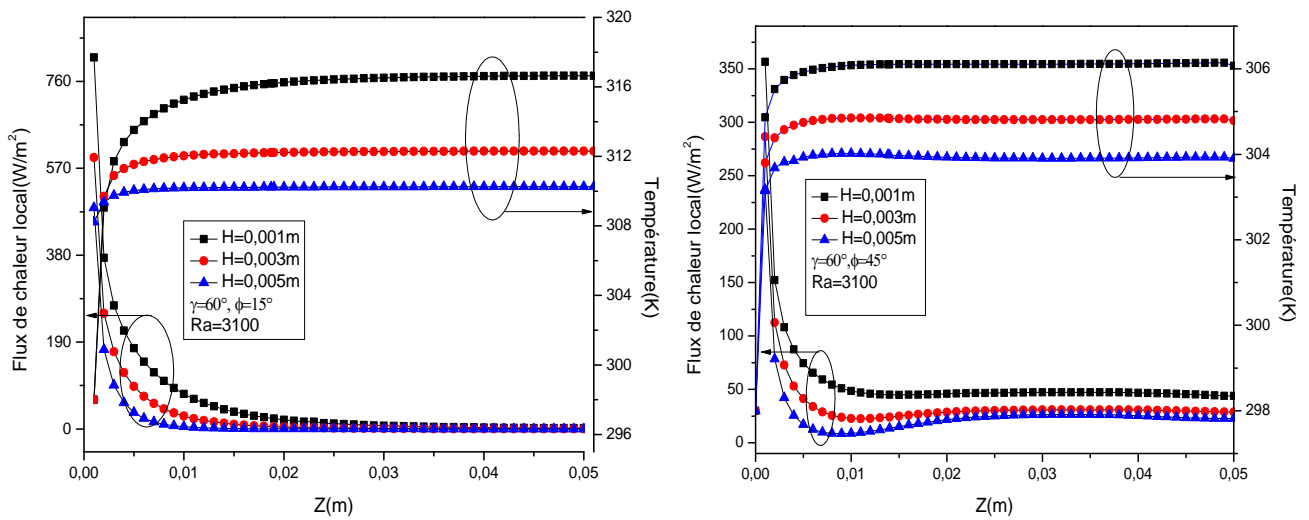 Flux de chaleur local(W/m²)
760
570
380
190
0
0,00
0,01
0,02
0,03
0,04
0,05
Z(m)
320
316
312
308
304
300
296
Température(K)
H=0,001m
H=0,003m
H=0,005m
γ=60°, ϕ=15°
Ra=3100
Flux de chaleur local(W/m²)
350
300
250
200
150
100
50
0
0,00
0,01
0,02
0,03
0,04
0,05
Z(m)
306
304
302
300
298
Température(K)
H=0,001m
H=0,003m
H=0,005m
γ=60°,ϕ=45°
Ra=3100